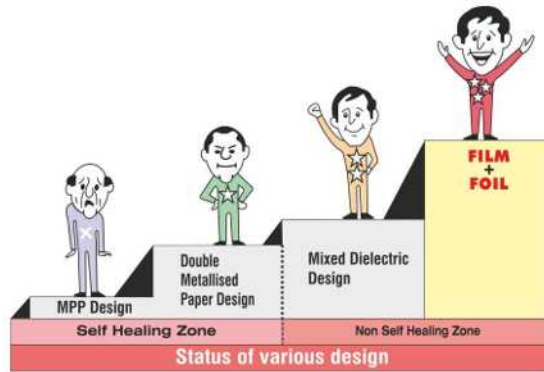 FILM
+
FOIL
Double
Metallised
Paper Design
Mixed Dielectric
Design
MPP Design
Self Healing Zone
Non Self Healing Zone
Status of various design